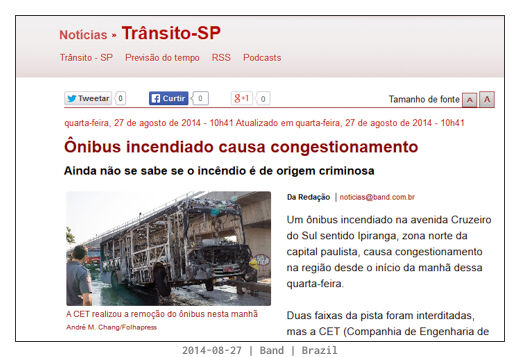 Notícias » Trânsito-SP
Trânsito - SP Previsão do tempo RSS Podcasts
Tweetar 0 Curtir 0 g+1 0 Tamanho de fonte A A
quarta-feira, 27 de agosto de 2014 - 10h41 Atualizado em quarta-feira, 27 de agosto de 2014 - 10h41
Ônibus incendiado causa congestionamento
Ainda não se sabe se o incêndio é de origem criminosa
A CET realizou a remoção do ônibus nesta manhã
André M. Chang/Folhapress
Da Redação | noticias@band.com.br
Um ônibus incendiado na avenida Cruzeiro
do Sul sentido Ipiranga, zona norte da
capital paulista, causa congestionamento
na região desde o início da manhã dessa
quarta-feira.
Duas faixas da pista foram interditadas,
mas a CET (Companhia de Engenharia de
2014-08-27 | Band | Brazil